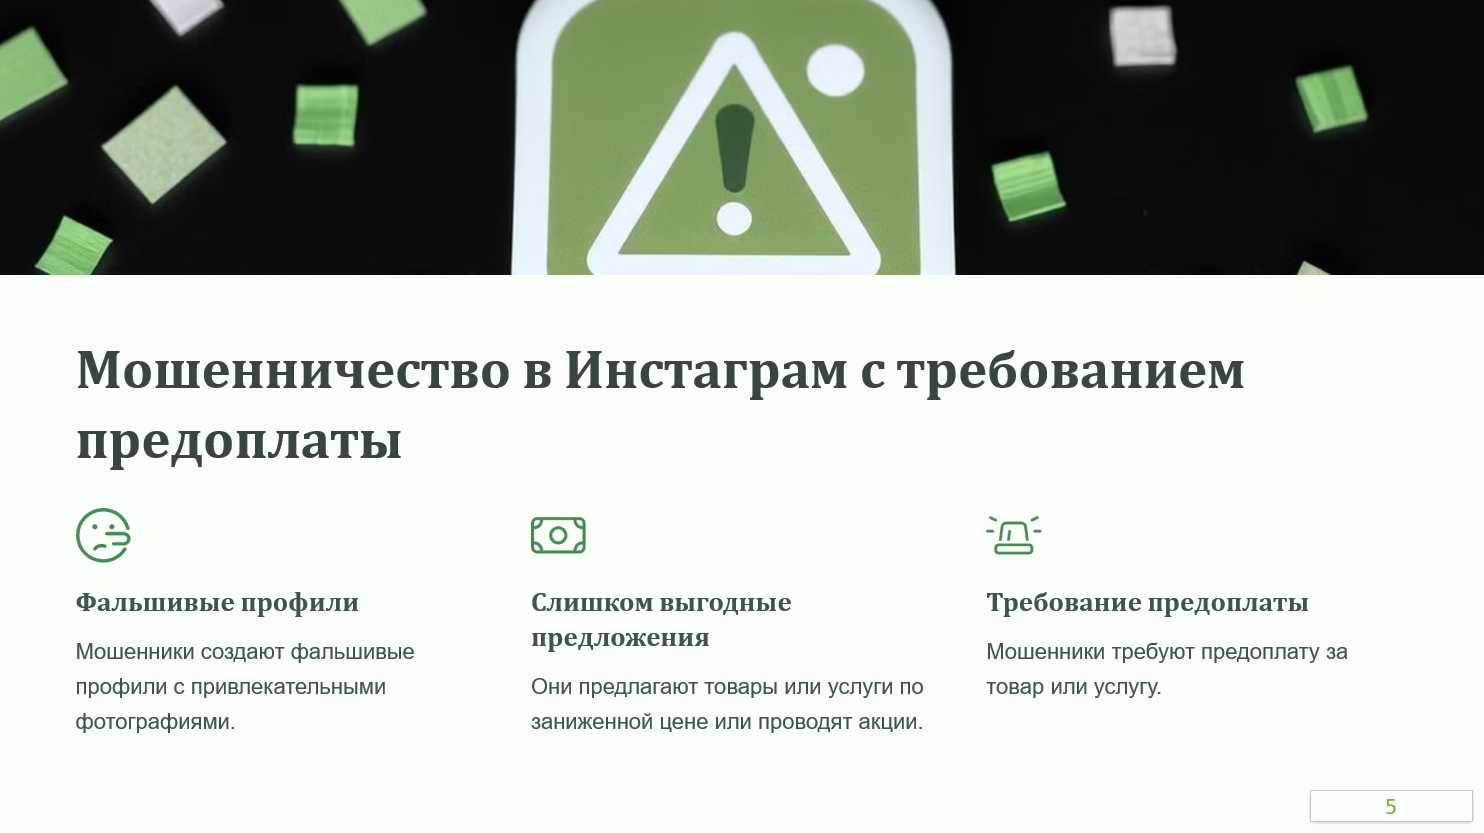 Мошенничество в Инстаграм с требованием
предоплаты
Фальшивые профили
Мошенники создают фальшивые
профили с привлекательными
фотографиями.
Слишком выгодные
предложения
Они предлагают товары или услуги по
заниженной цене или проводят акции.
Требование предоплаты
Мошенники требуют предоплату за
товар или услугу.
5